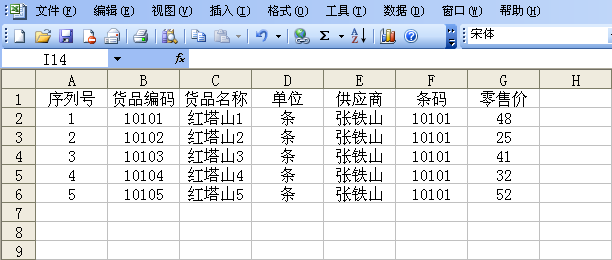 文件(F) 编辑(E) 视图(V) 插入(I) 格式(O) 工具(T) 数据(D) 窗口(W) 帮助(H)
Σ 宋体
I14 fx
A B C D E F G H
1 序列号 货品编码 货品名称 单位 供应商 条码 零售价
2 1 10101 红塔山1 条 张铁山 10101 48
3 2 10102 红塔山2 条 张铁山 10101 25
4 3 10103 红塔山3 条 张铁山 10101 41
5 4 10104 红塔山4 条 张铁山 10101 32
6 5 10105 红塔山5 条 张铁山 10101 52
7
8
9